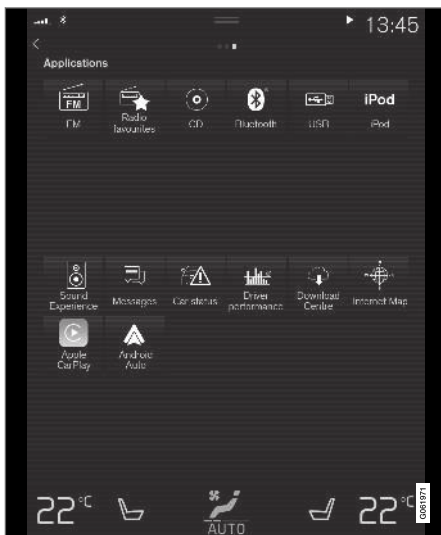 13:45
Applications
FM
FM
Radio
favourites
CD
Bluetooth
USB
iPod
iPod
Sound
Experience
Messages
Car status
Driver
performance
Download
Centre
Internet Map
Apple
CarPlay
Android
Auto
22°C
AUTO
22°C
G061971